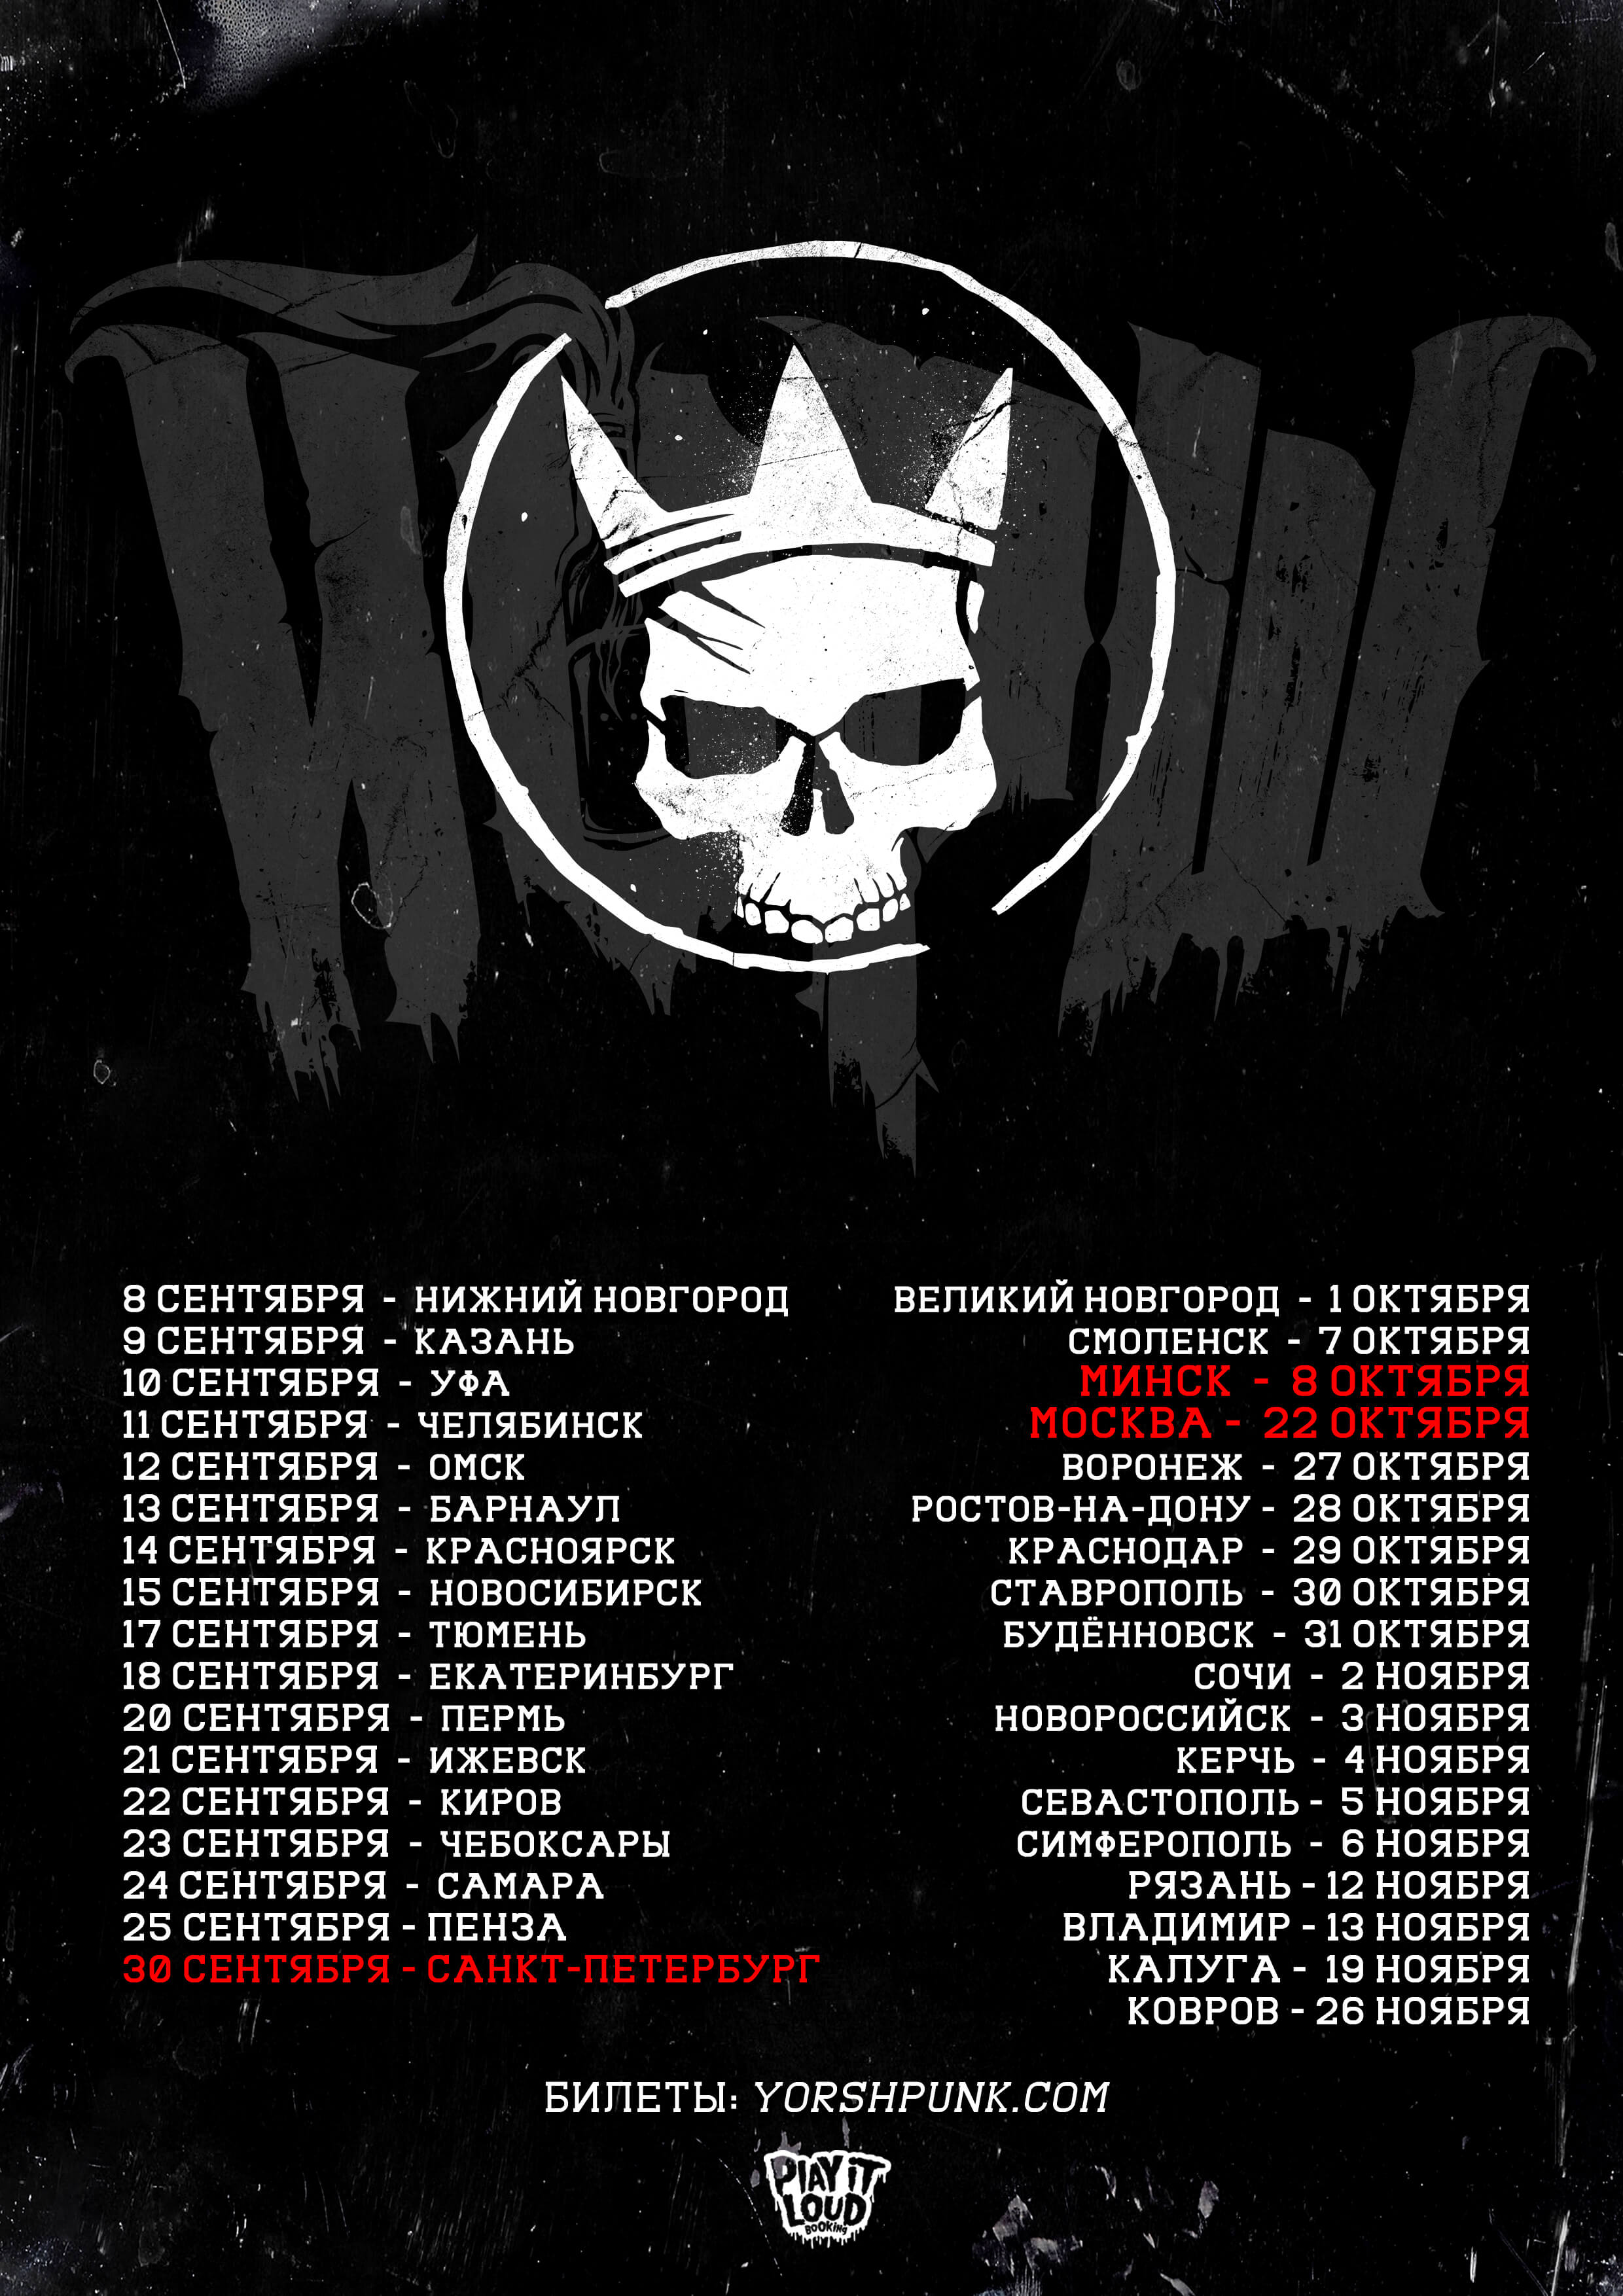 8 СЕНТЯБРЯ - НИЖНИЙ НОВГОРОД
9 СЕНТЯБРЯ - КАЗАНЬ
10 СЕНТЯБРЯ - УФА
11 СЕНТЯБРЯ - ЧЕЛЯБИНСК
12 СЕНТЯБРЯ - ОМСК
13 СЕНТЯБРЯ - БАРНАУЛ
14 СЕНТЯБРЯ - КРАСНОЯРСК
15 СЕНТЯБРЯ - НОВОСИБИРСК
17 СЕНТЯБРЯ - ТЮМЕНЬ
18 СЕНТЯБРЯ - ЕКАТЕРИНБУРГ
20 СЕНТЯБРЯ - ПЕРМЬ
21 СЕНТЯБРЯ - ИЖЕВСК
22 СЕНТЯБРЯ - КИРОВ
23 СЕНТЯБРЯ - ЧЕБОКСАРЫ
24 СЕНТЯБРЯ - САМАРА
25 СЕНТЯБРЯ - ПЕНЗА
30 СЕНТЯБРЯ - САНКТ-ПЕТЕРБУРГ
ВЕЛИКИЙ НОВГОРОД - 1 ОКТЯБРЯ
СМОЛЕНСК - 7 ОКТЯБРЯ
МИНСК - 8 ОКТЯБРЯ
МОСКВА - 22 ОКТЯБРЯ
ВОРОНЕЖ - 27 ОКТЯБРЯ
РОСТОВ-НА-ДОНУ - 28 ОКТЯБРЯ
КРАСНОДАР - 29 ОКТЯБРЯ
СТАВРОПОЛЬ - 30 ОКТЯБРЯ
БУДЁННОВСК - 31 ОКТЯБРЯ
СОЧИ - 2 НОЯБРЯ
НОВОРОССИЙСК - 3 НОЯБРЯ
КЕРЧЬ - 4 НОЯБРЯ
СЕВАСТОПОЛЬ - 5 НОЯБРЯ
СИМФЕРОПОЛЬ - 6 НОЯБРЯ
РЯЗАНЬ - 12 НОЯБРЯ
ВЛАДИМИР - 13 НОЯБРЯ
КАЛУГА - 19 НОЯБРЯ
КОВРОВ - 26 НОЯБРЯ
БИЛЕТЫ: YORSHPUNK.COM
PLAY IT
LOUD
BOOKING